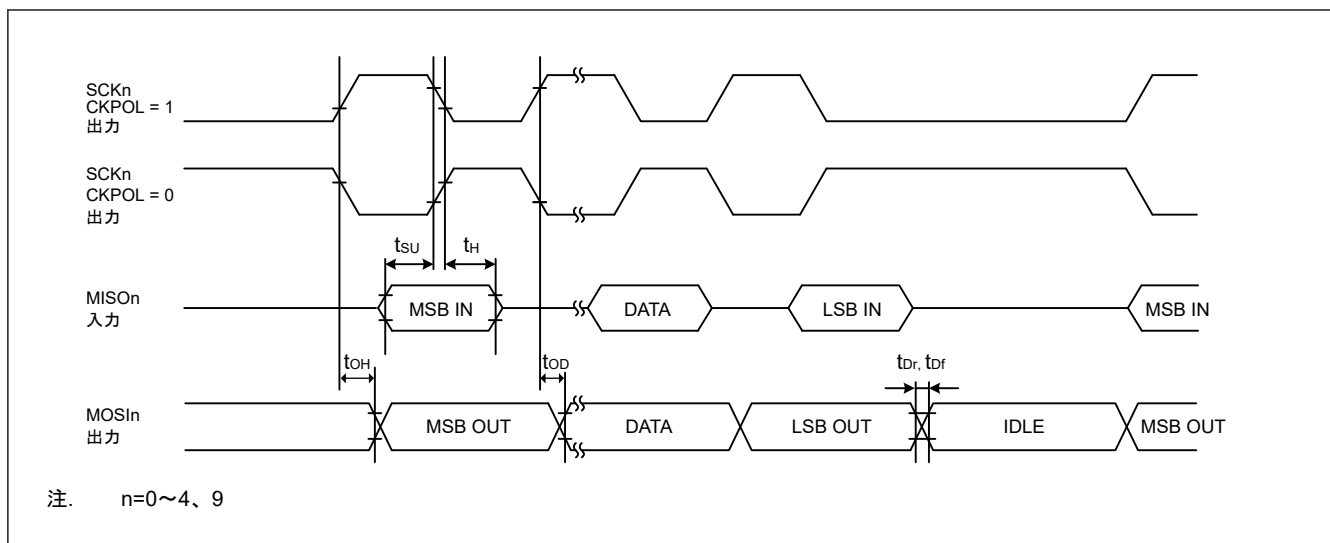 SCKn
CKPOL = 1
出力
SCKn
CKPOL = 0
出力
tSU
tH
MISOn
入力
MSB IN
DATA
LSB IN
MSB IN
tOH
tOD
tDr, tDf
MOSIn
出力
MSB OUT
DATA
LSB OUT
IDLE
MSB OUT
注. n=0～4、9